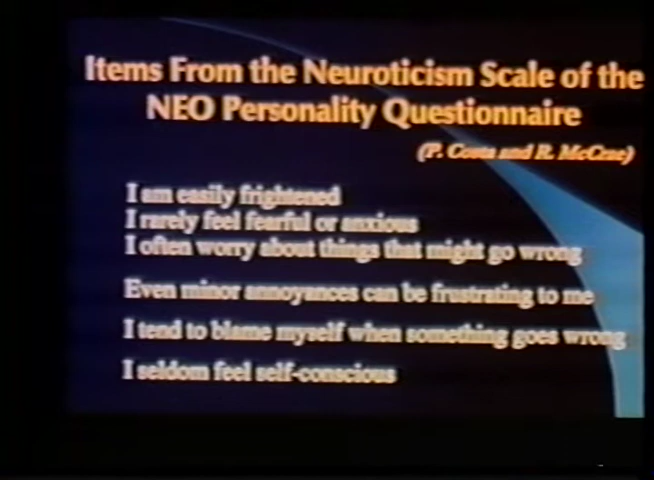 Items From the Neuroticism Scale of the
NEO Personality Questionnaire
(P. Costa and R. McCrae)
I am easily frightened
I rarely feel fearful or anxious
I often worry about things that might go wrong
Even minor annoyances can be frustrating to me
I tend to blame myself when something goes wrong
I seldom feel self-conscious